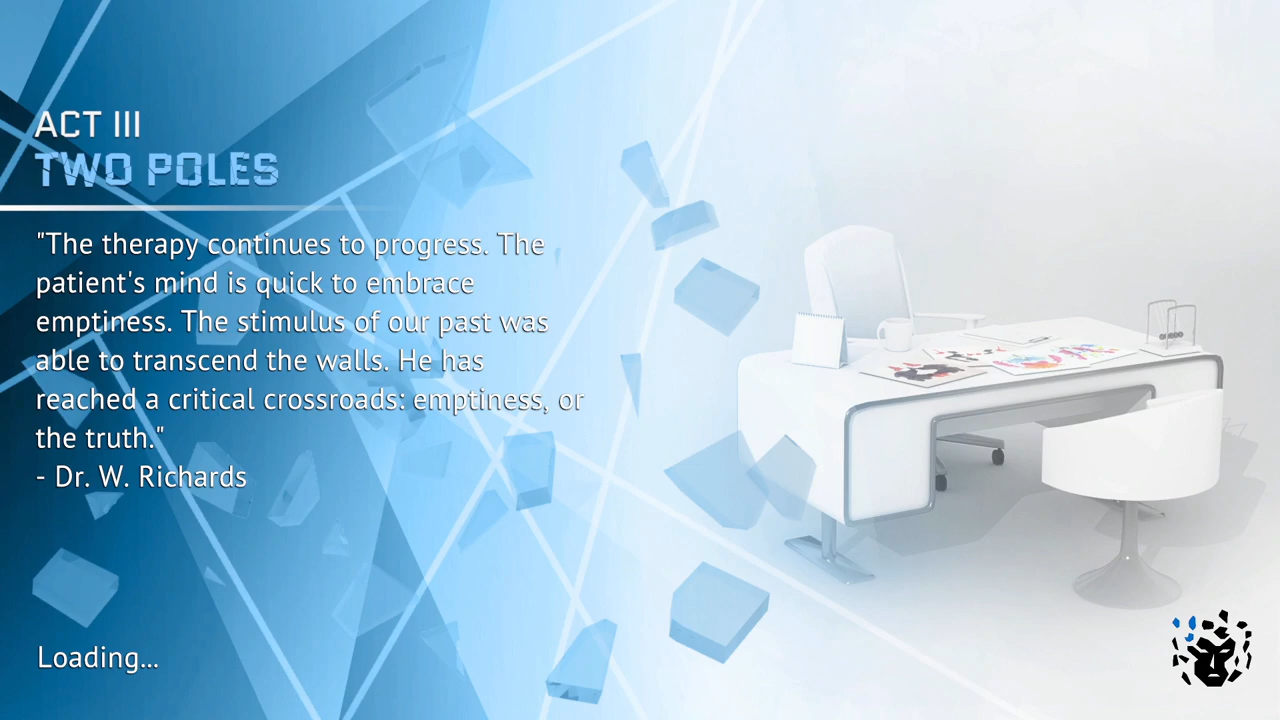 ACT III
TWO POLES
"The therapy continues to progress. The
patient's mind is quick to embrace
emptiness. The stimulus of our past was
able to transcend the walls. He has
reached a critical crossroads: emptiness, or
the truth."
- Dr. W. Richards
Loading...